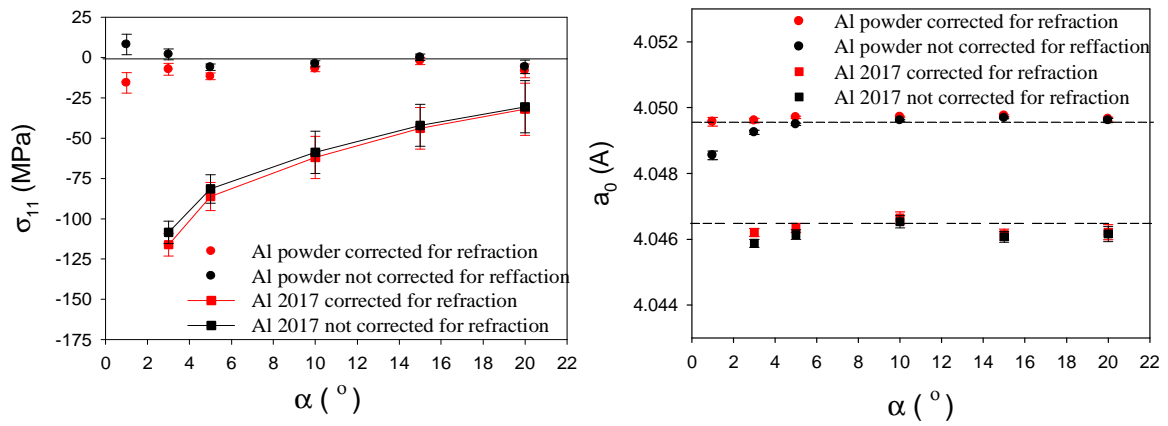 25
0
-25
-50
-75
-100
-125
-150
-175
σ11 (MPa)
Al powder corrected for refraction
Al powder not corrected for reffaction
Al 2017 corrected for refraction
Al 2017 not corrected for refraction
0 2 4 6 8 10 12 14 16 18 20 22
α ( o )
4.052
4.050
4.048
4.046
4.044
a0 (A)
Al powder corrected for refraction
Al powder not corrected for reffaction
Al 2017 corrected for refraction
Al 2017 not corrected for refraction
0 2 4 6 8 10 12 14 16 18 20 22
α ( o )